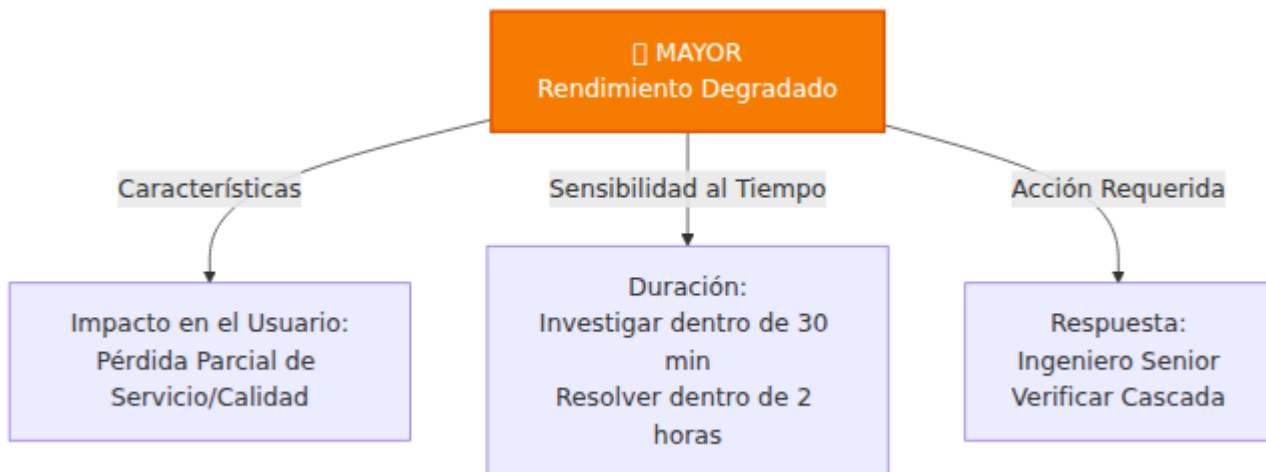 MAYOR
Rendimiento Degradado
Características
Sensibilidad al Tiempo
Acción Requerida
Impacto en el Usuario:
Pérdida Parcial de
Servicio/Calidad
Duración:
Investigar dentro de 30
min
Resolver dentro de 2
horas
Respuesta:
Ingeniero Senior
Verificar Cascada